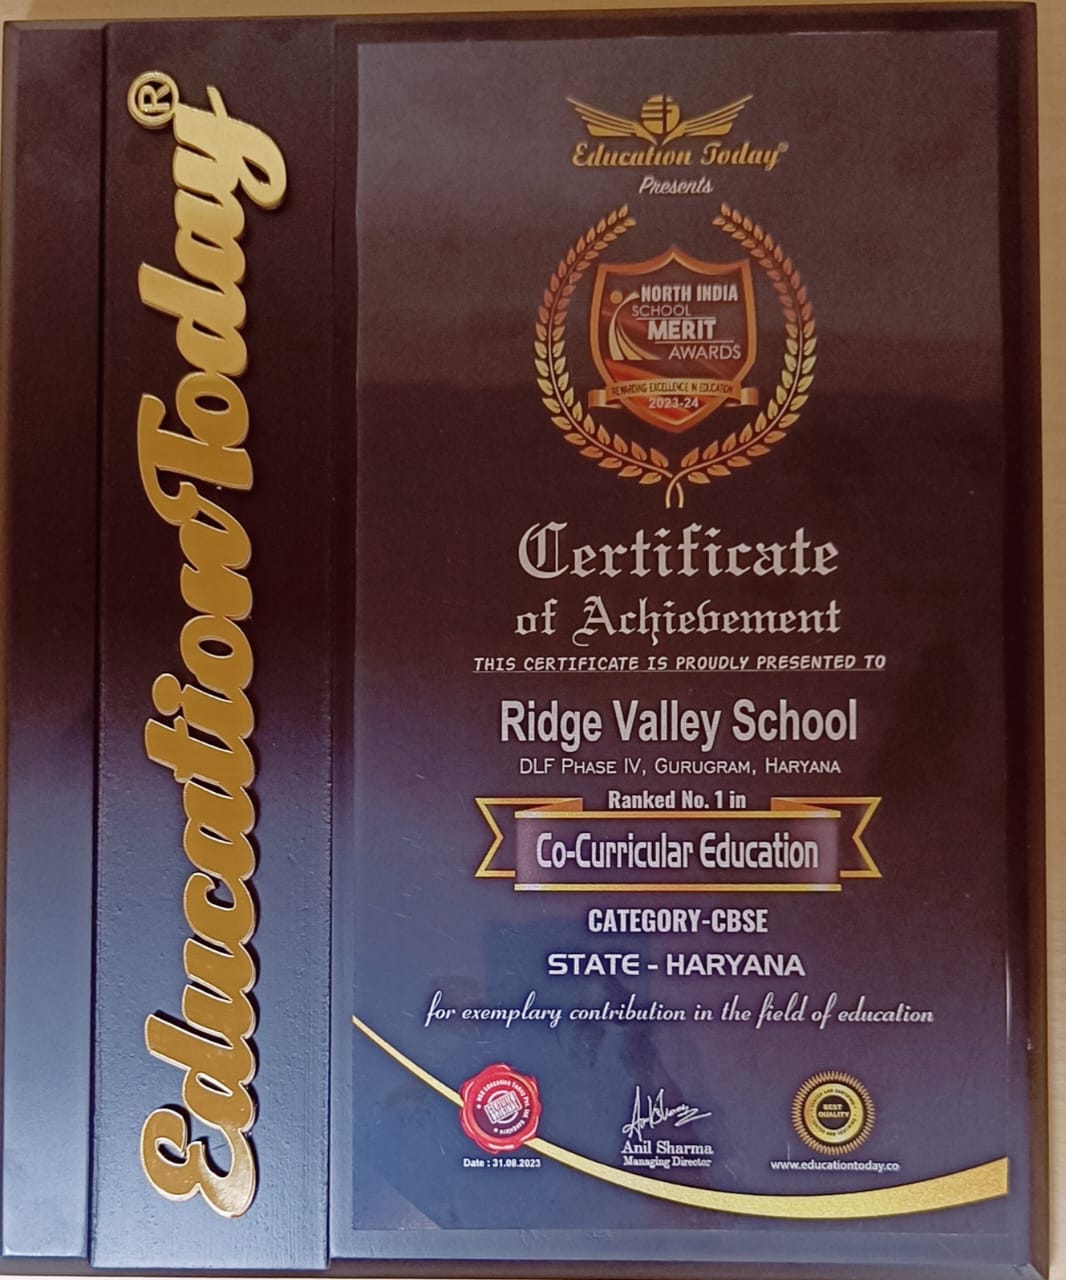 Education Today®
Education Today®
Presents
NORTH INDIA
SCHOOL
MERIT
AWARDS
REWARDING EXCELLENCE IN EDUCATION
2023-24
Certificate
of Achievement
THIS CERTIFICATE IS PROUDLY PRESENTED TO
Ridge Valley School
DLF PHASE IV, GURUGRAM, HARYANA
Ranked No. 1 in
Co-Curricular Education
CATEGORY-CBSE
STATE - HARYANA
for exemplary contribution in the field of education
Anil Sharma
Managing Director
Date : 31.08.2023
BEST
QUALITY
www.educationtoday.co